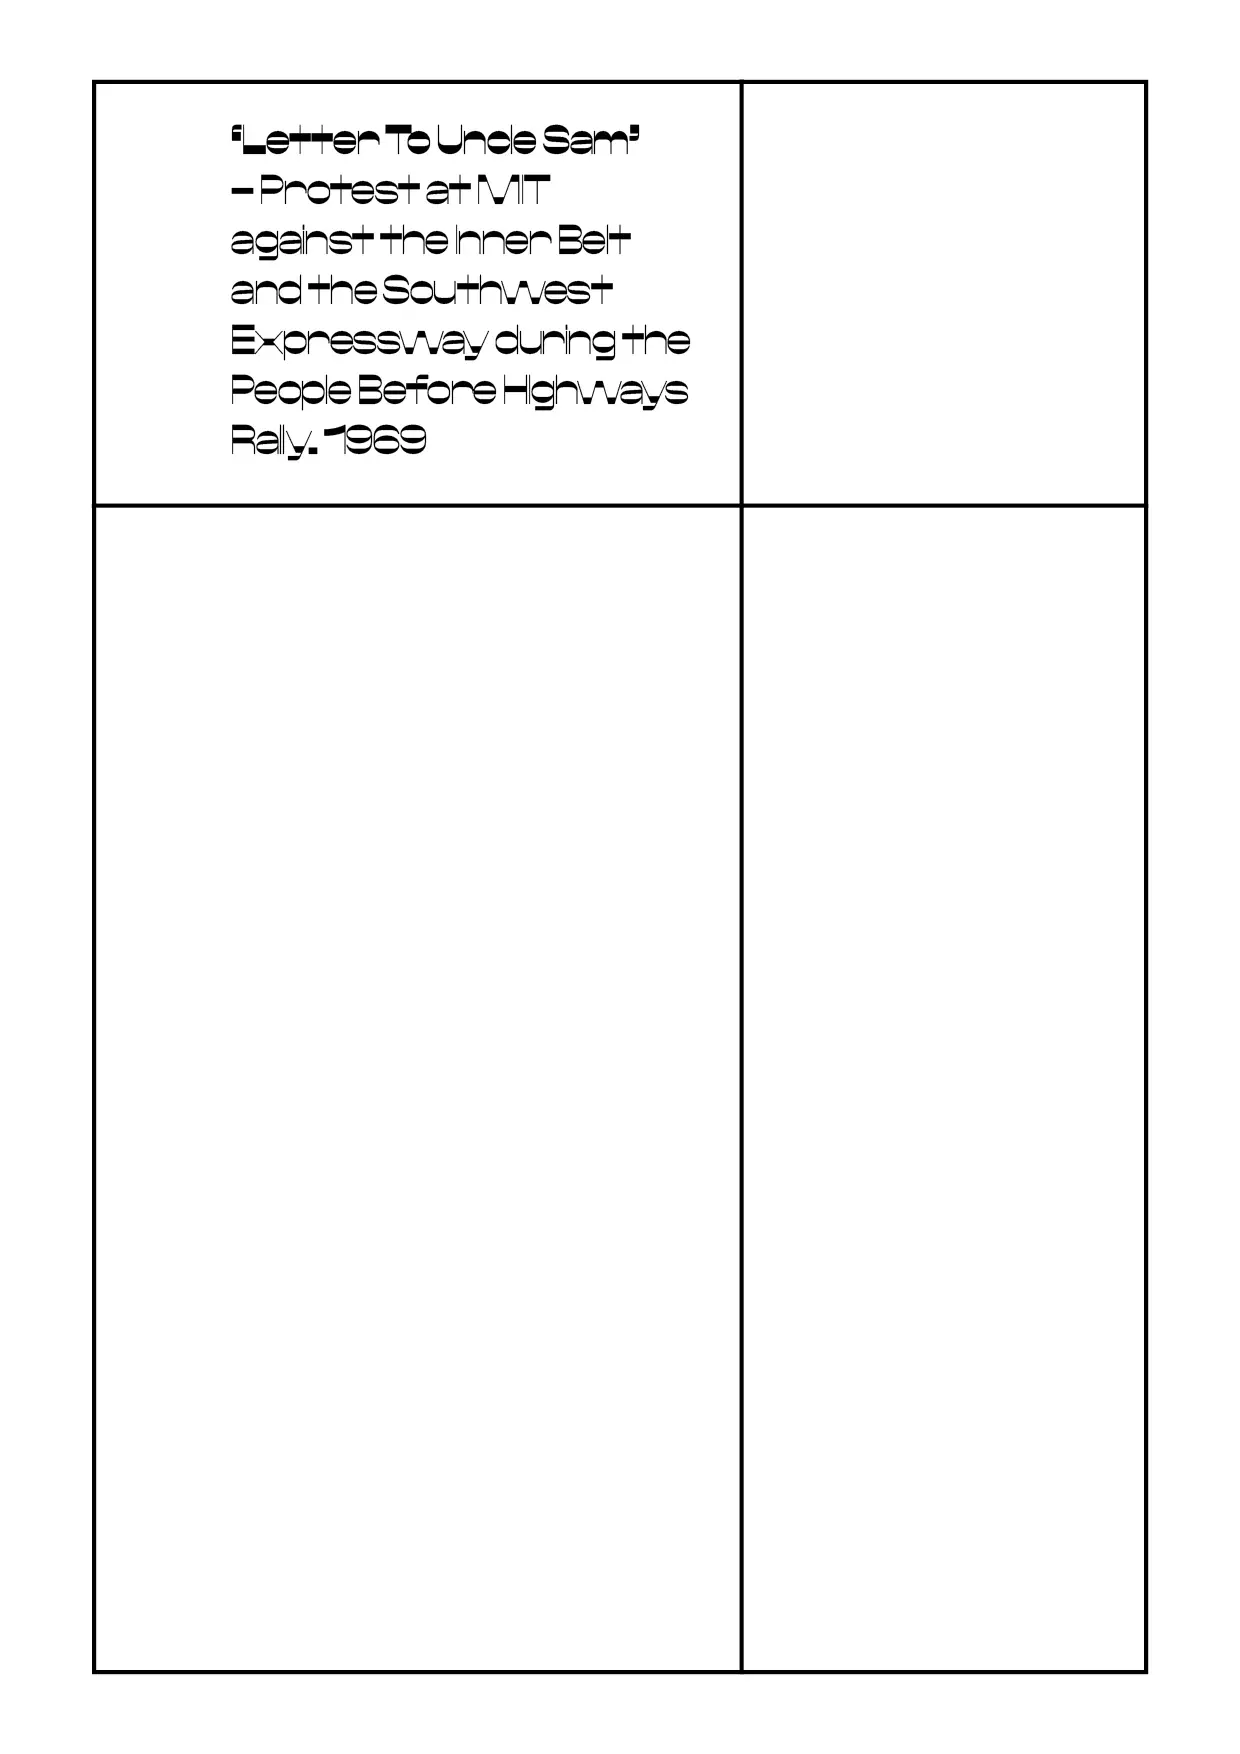 ‘Letter To Uncle Sam’
– Protest at MIT
against the Inner Belt
and the Southwest
Expressway during the
People Before Highways
Rally. 1969